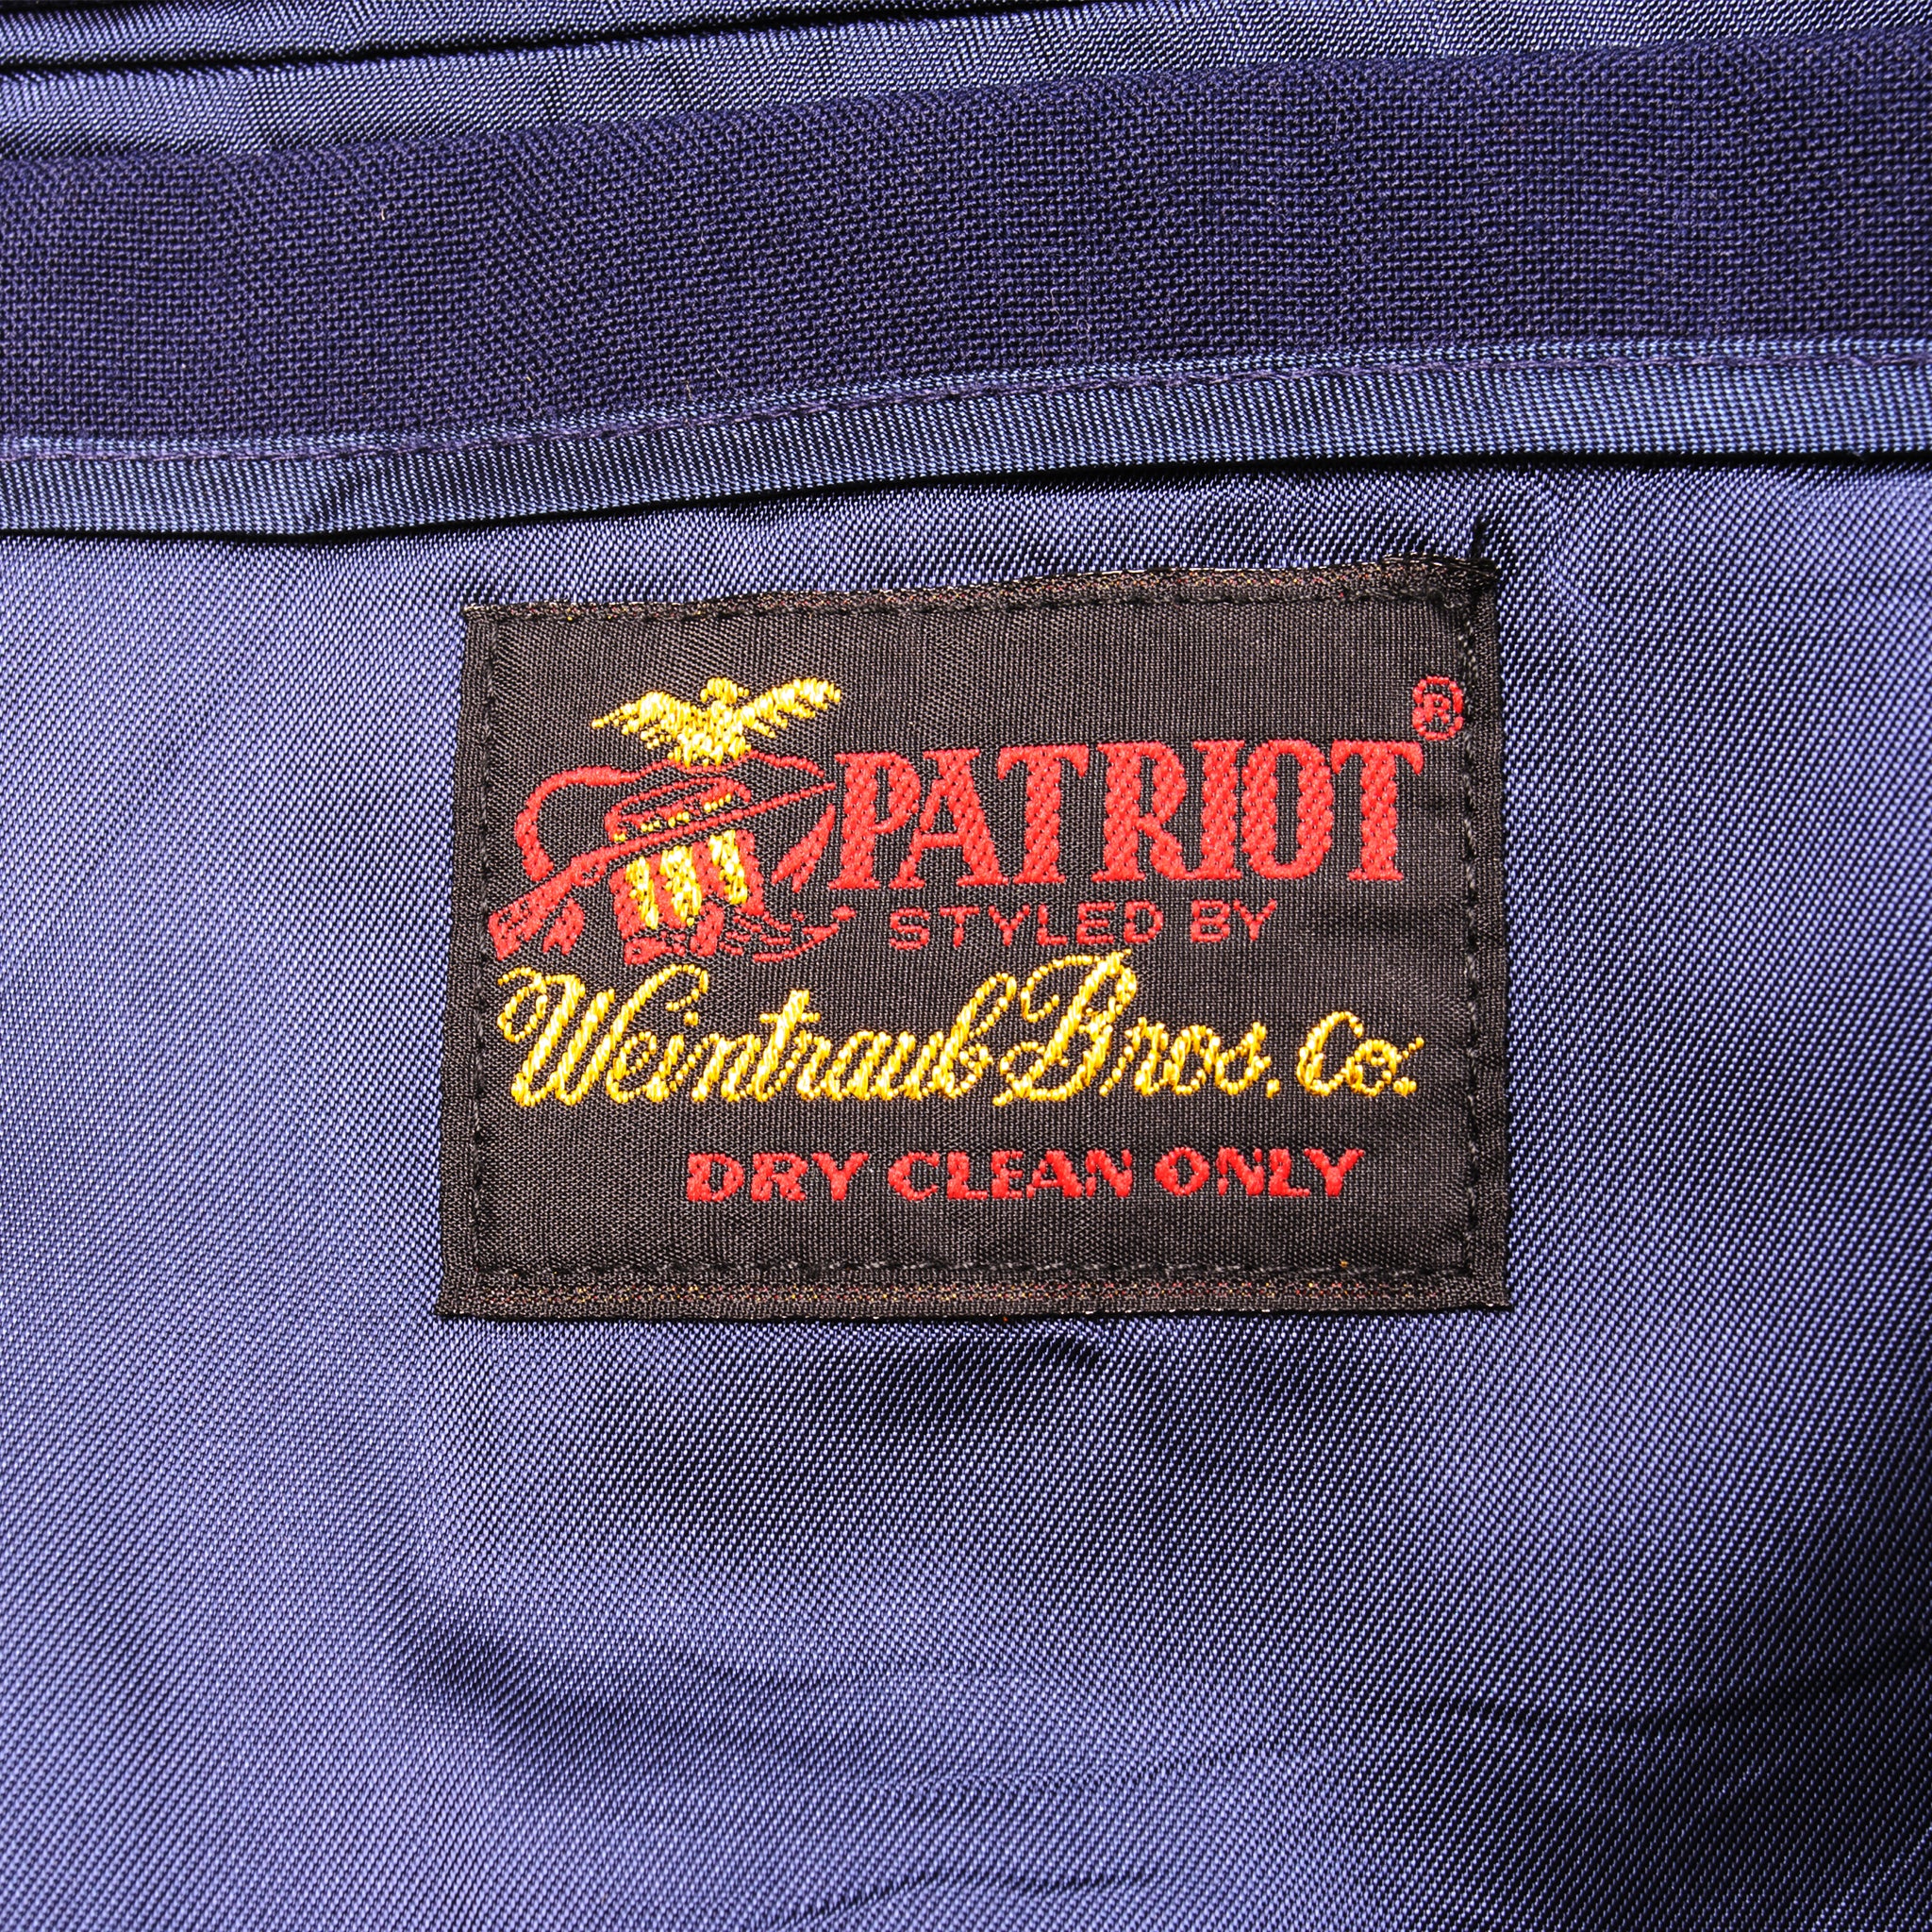 PATRIOT®
STYLED BY
Weintraub Bros. Co.
DRY CLEAN ONLY